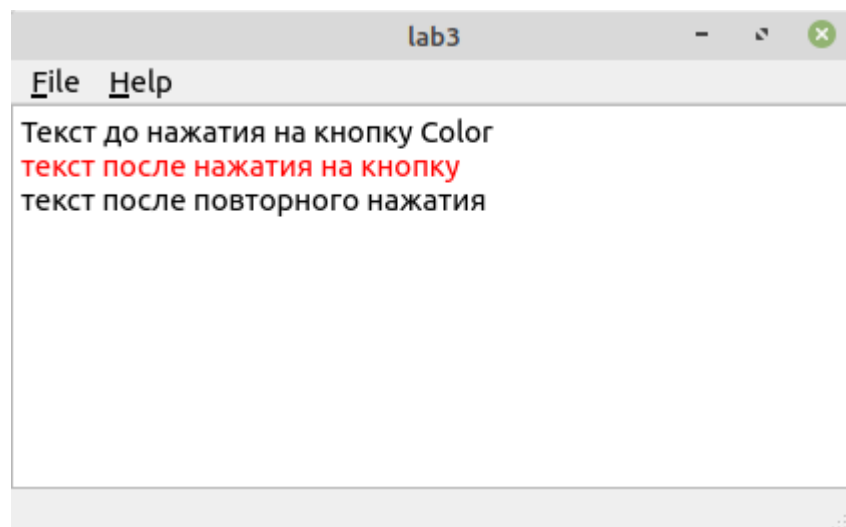 lab3
File Help
Текст до нажатия на кнопку Color
текст после нажатия на кнопку
текст после повторного нажатия